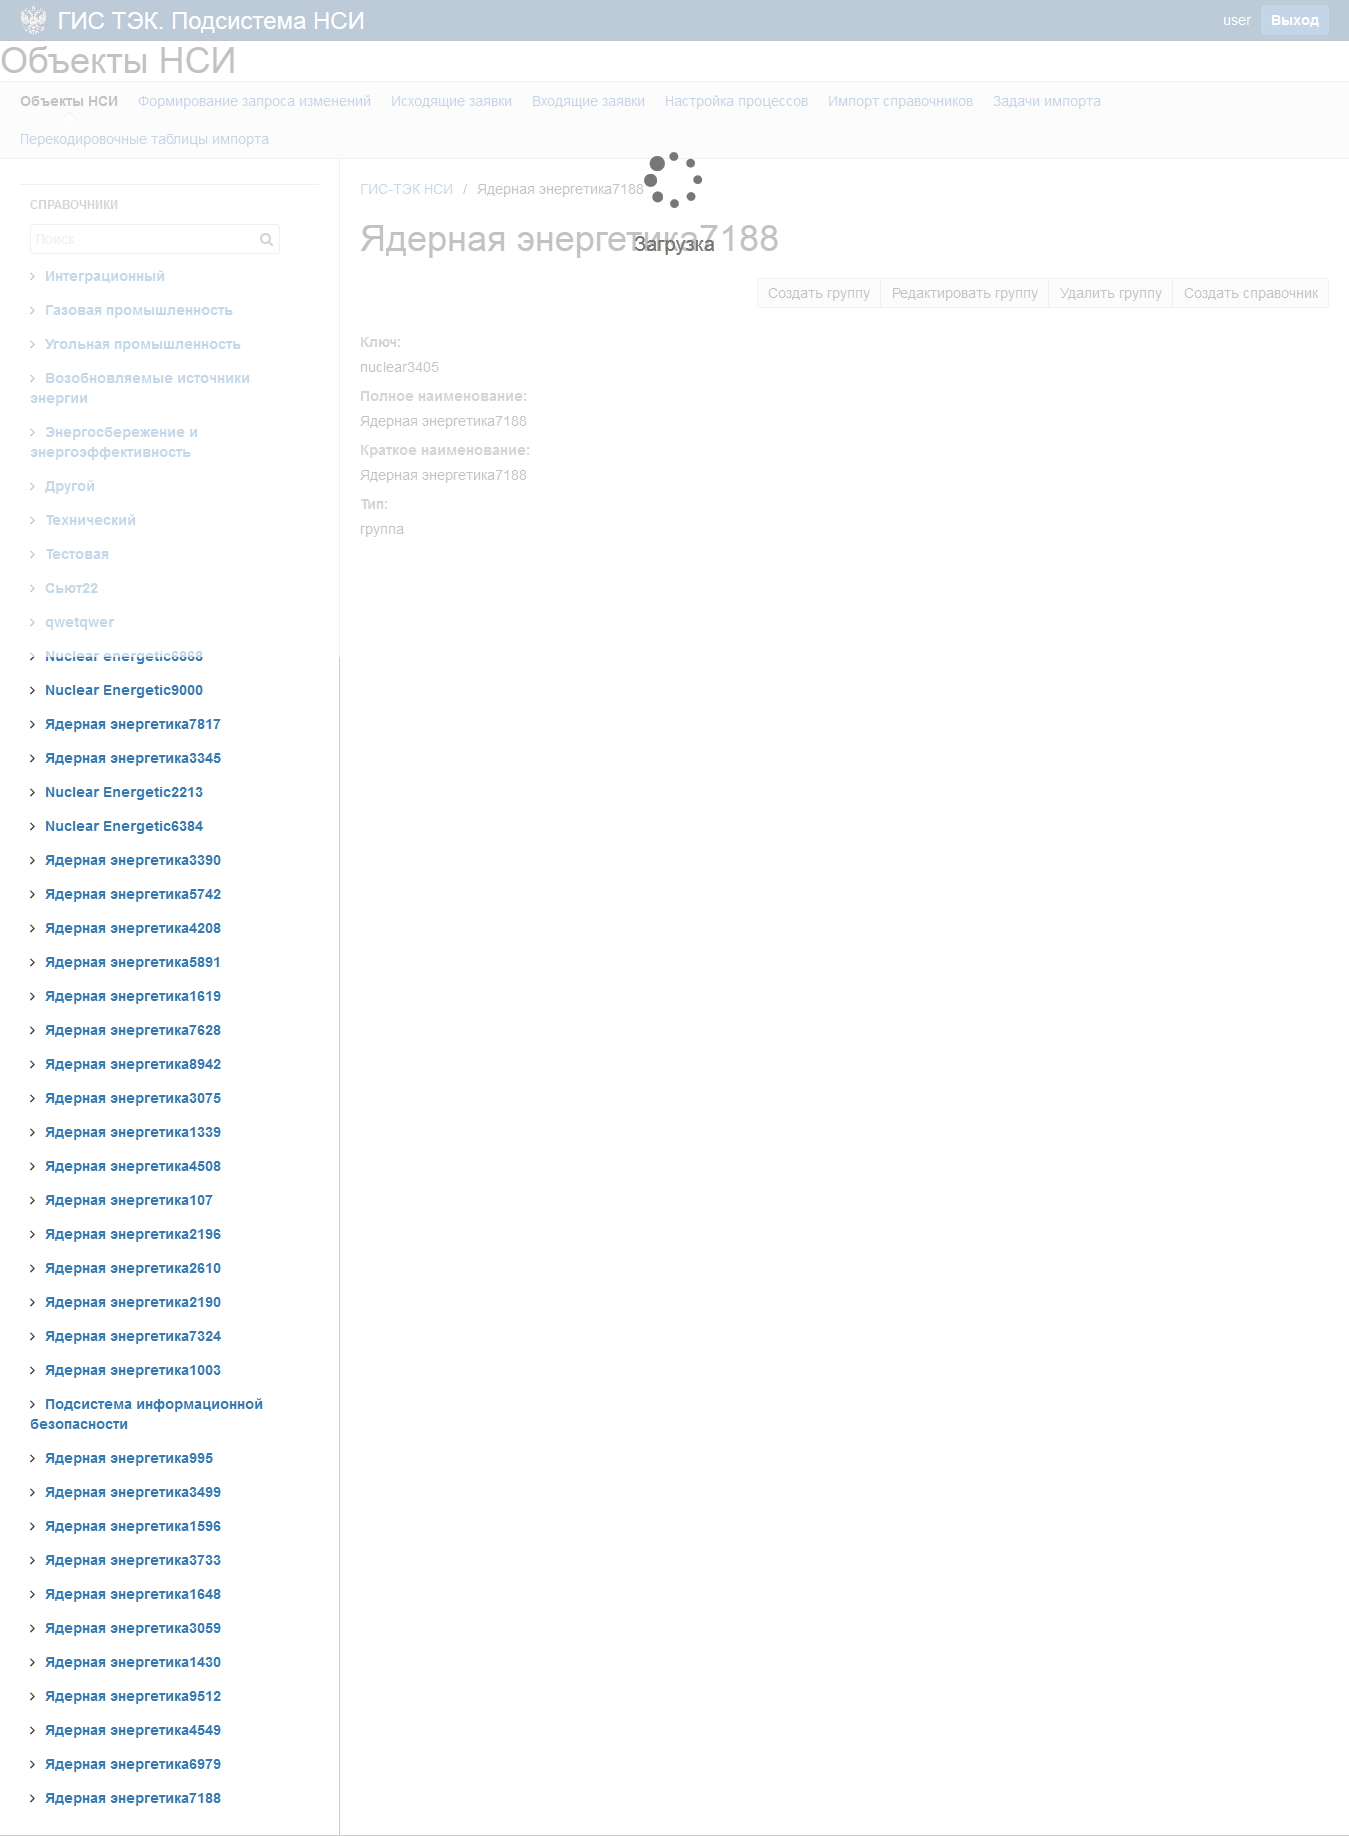 ГИС ТЭК. Подсистема НСИ
user Выход
Объекты НСИ
Объекты НСИ Формирование запроса изменений Исходящие заявки Входящие заявки Настройка процессов Импорт справочников Задачи импорта
Перекодировочные таблицы импорта
СПРАВОЧНИКИ
Поиск
Интеграционный
Газовая промышленность
Угольная промышленность
Возобновляемые источники
энергии
Энергосбережение и
энергоэффективность
Другой
Технический
Тестовая
Сьют22
qwetqwer
Nuclear energetic6868
Nuclear Energetic9000
Ядерная энергетика7817
Ядерная энергетика3345
Nuclear Energetic2213
Nuclear Energetic6384
Ядерная энергетика3390
Ядерная энергетика5742
Ядерная энергетика4208
Ядерная энергетика5891
Ядерная энергетика1619
Ядерная энергетика7628
Ядерная энергетика8942
Ядерная энергетика3075
Ядерная энергетика1339
Ядерная энергетика4508
Ядерная энергетика107
Ядерная энергетика2196
Ядерная энергетика2610
Ядерная энергетика2190
Ядерная энергетика7324
Ядерная энергетика1003
Подсистема информационной
безопасности
Ядерная энергетика995
Ядерная энергетика3499
Ядерная энергетика1596
Ядерная энергетика3733
Ядерная энергетика1648
Ядерная энергетика3059
Ядерная энергетика1430
Ядерная энергетика9512
Ядерная энергетика4549
Ядерная энергетика6979
Ядерная энергетика7188
ГИС-ТЭК НСИ / Ядерная энергетика7188
Ядерная энергетика7188
Загрузка
Создать группу Редактировать группу Удалить группу Создать справочник
Ключ:
nuclear3405
Полное наименование:
Ядерная энергетика7188
Краткое наименование:
Ядерная энергетика7188
Тип:
группа